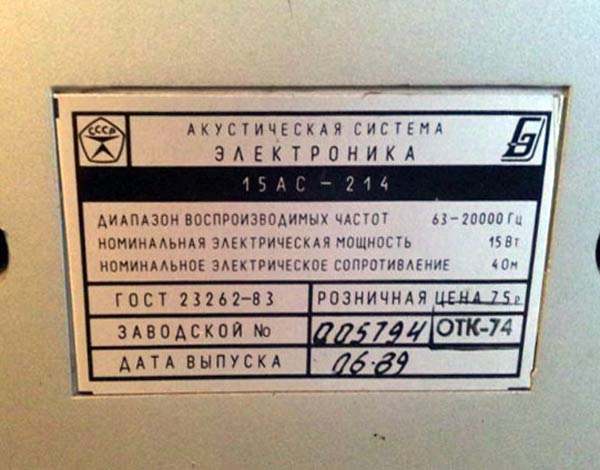 СССР
АКУСТИЧЕСКАЯ СИСТЕМА
ЭЛЕКТРОНИКА
15АС – 214
ДИАПАЗОН ВОСПРОИЗВОДИМЫХ ЧАСТОТ 63–20000 Гц
НОМИНАЛЬНАЯ ЭЛЕКТРИЧЕСКАЯ МОЩНОСТЬ 15 Вт
НОМИНАЛЬНОЕ ЭЛЕКТРИЧЕСКОЕ СОПРОТИВЛЕНИЕ 4 Ом
ГОСТ 23262-83 РОЗНИЧНАЯ ЦЕНА 75 р.
ЗАВОДСКОЙ № 005794 ОТК-74
ДАТА ВЫПУСКА 06-89